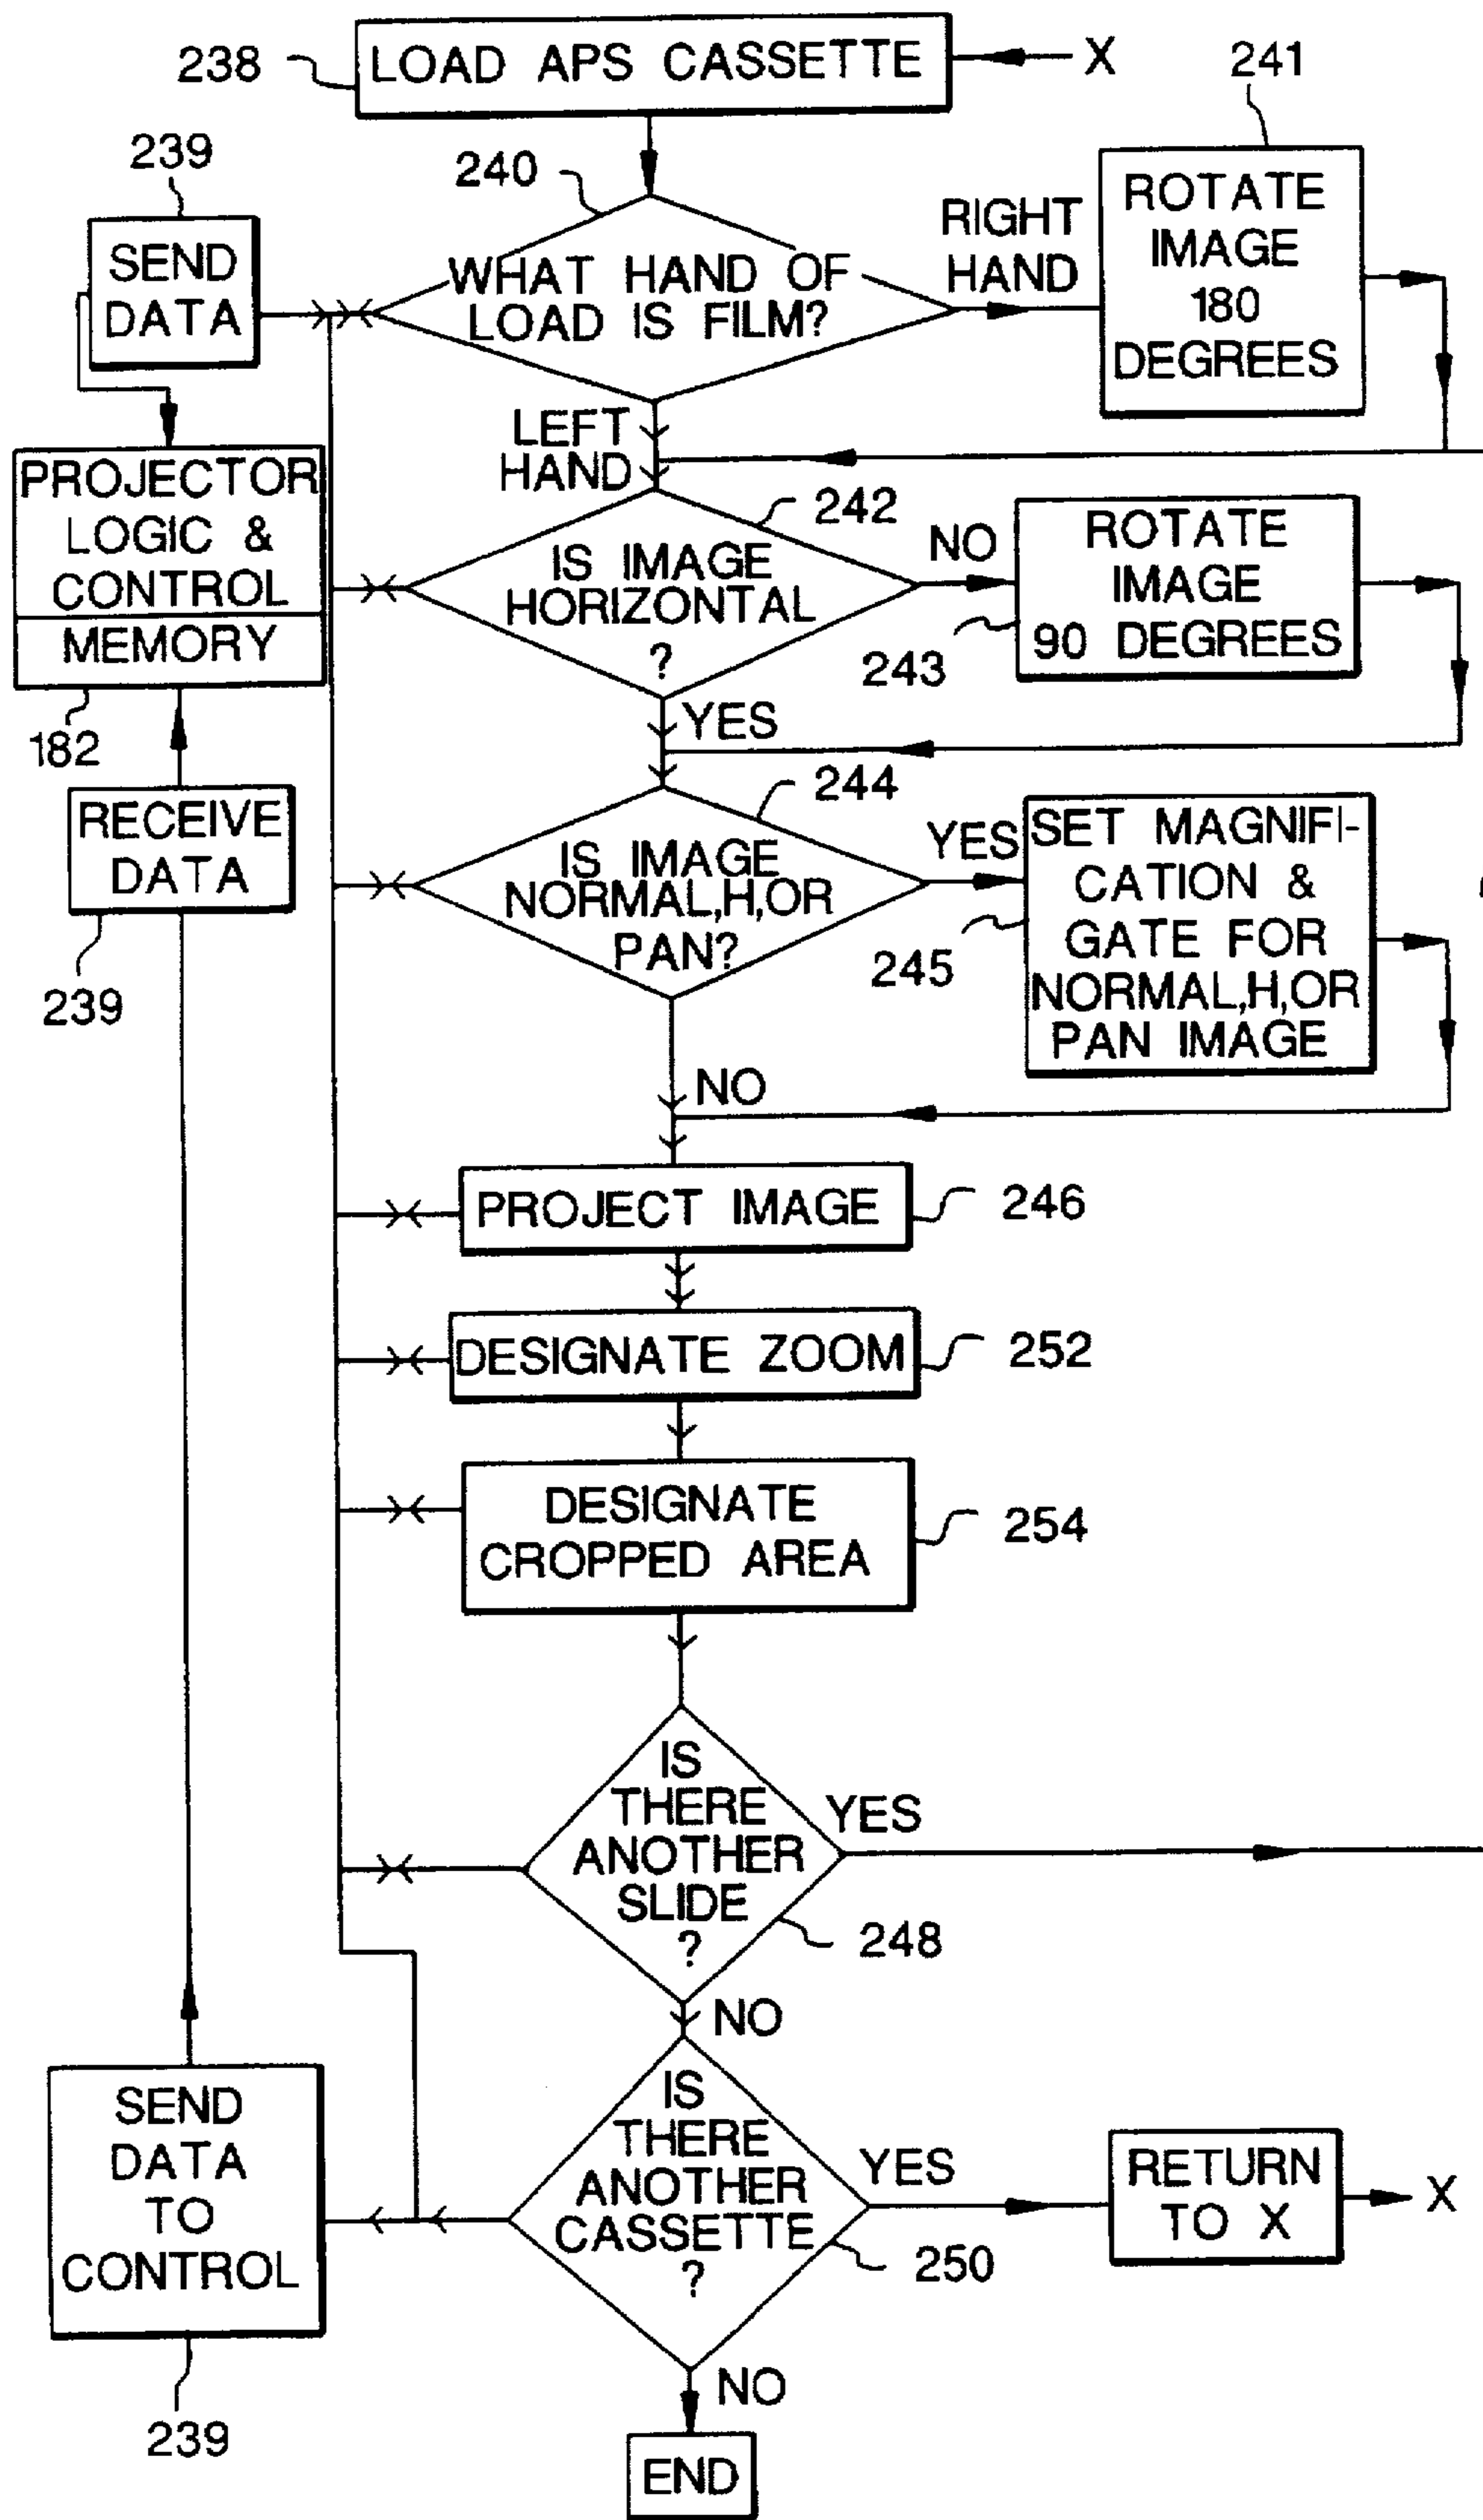 238
LOAD APS CASSETTE
X
241
239
240
SEND
DATA
WHAT HAND OF
LOAD IS FILM?
RIGHT
HAND
ROTATE
IMAGE
180
DEGREES
LEFT
HAND
PROJECTOR
LOGIC &
CONTROL
MEMORY
182
242
IS IMAGE
HORIZONTAL
?
NO
ROTATE
IMAGE
90 DEGREES
243
YES
RECEIVE
DATA
239
244
IS IMAGE
NORMAL,H,OR
PAN?
YES
SET MAGNIFI-
CATION &
GATE FOR
NORMAL,H,OR
PAN IMAGE
245
NO
PROJECT IMAGE
246
DESIGNATE ZOOM
252
DESIGNATE
CROPPED AREA
254
IS
THERE
ANOTHER
SLIDE
?
YES
248
NO
SEND
DATA
TO
CONTROL
239
IS
THERE
ANOTHER
CASSETTE
?
YES
250
RETURN
TO X
X
NO
END